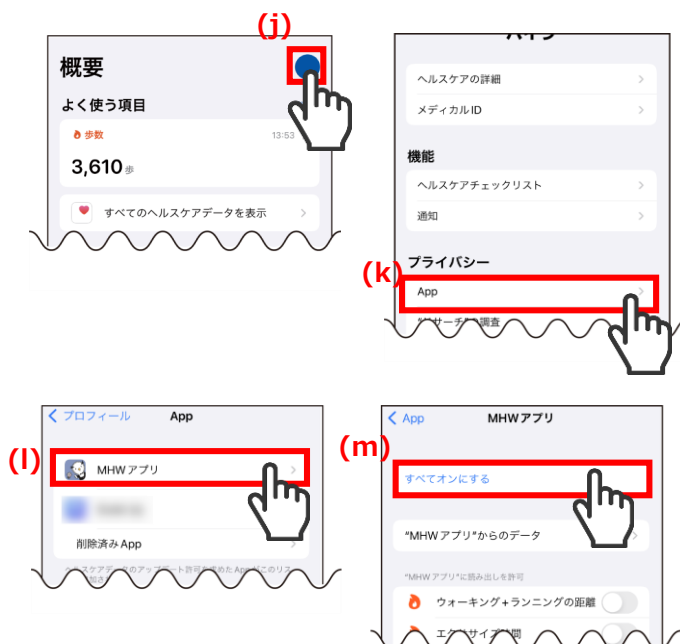 (j)
概要
よく使う項目
歩数
13:53
3,610歩
すべてのヘルスケアデータを表示
ヘルスケアの詳細
メディカルID
機能
ヘルスケアチェックリスト
通知
プライバシー
(k)
App
調査
プロフィール
App
(l)
MHWアプリ
削除済みApp
App
MHWアプリ
(m)
すべてオンにする
"MHWアプリ"からのデータ
"MHWアプリ"に読み出しを許可
ウォーキング+ランニングの距離